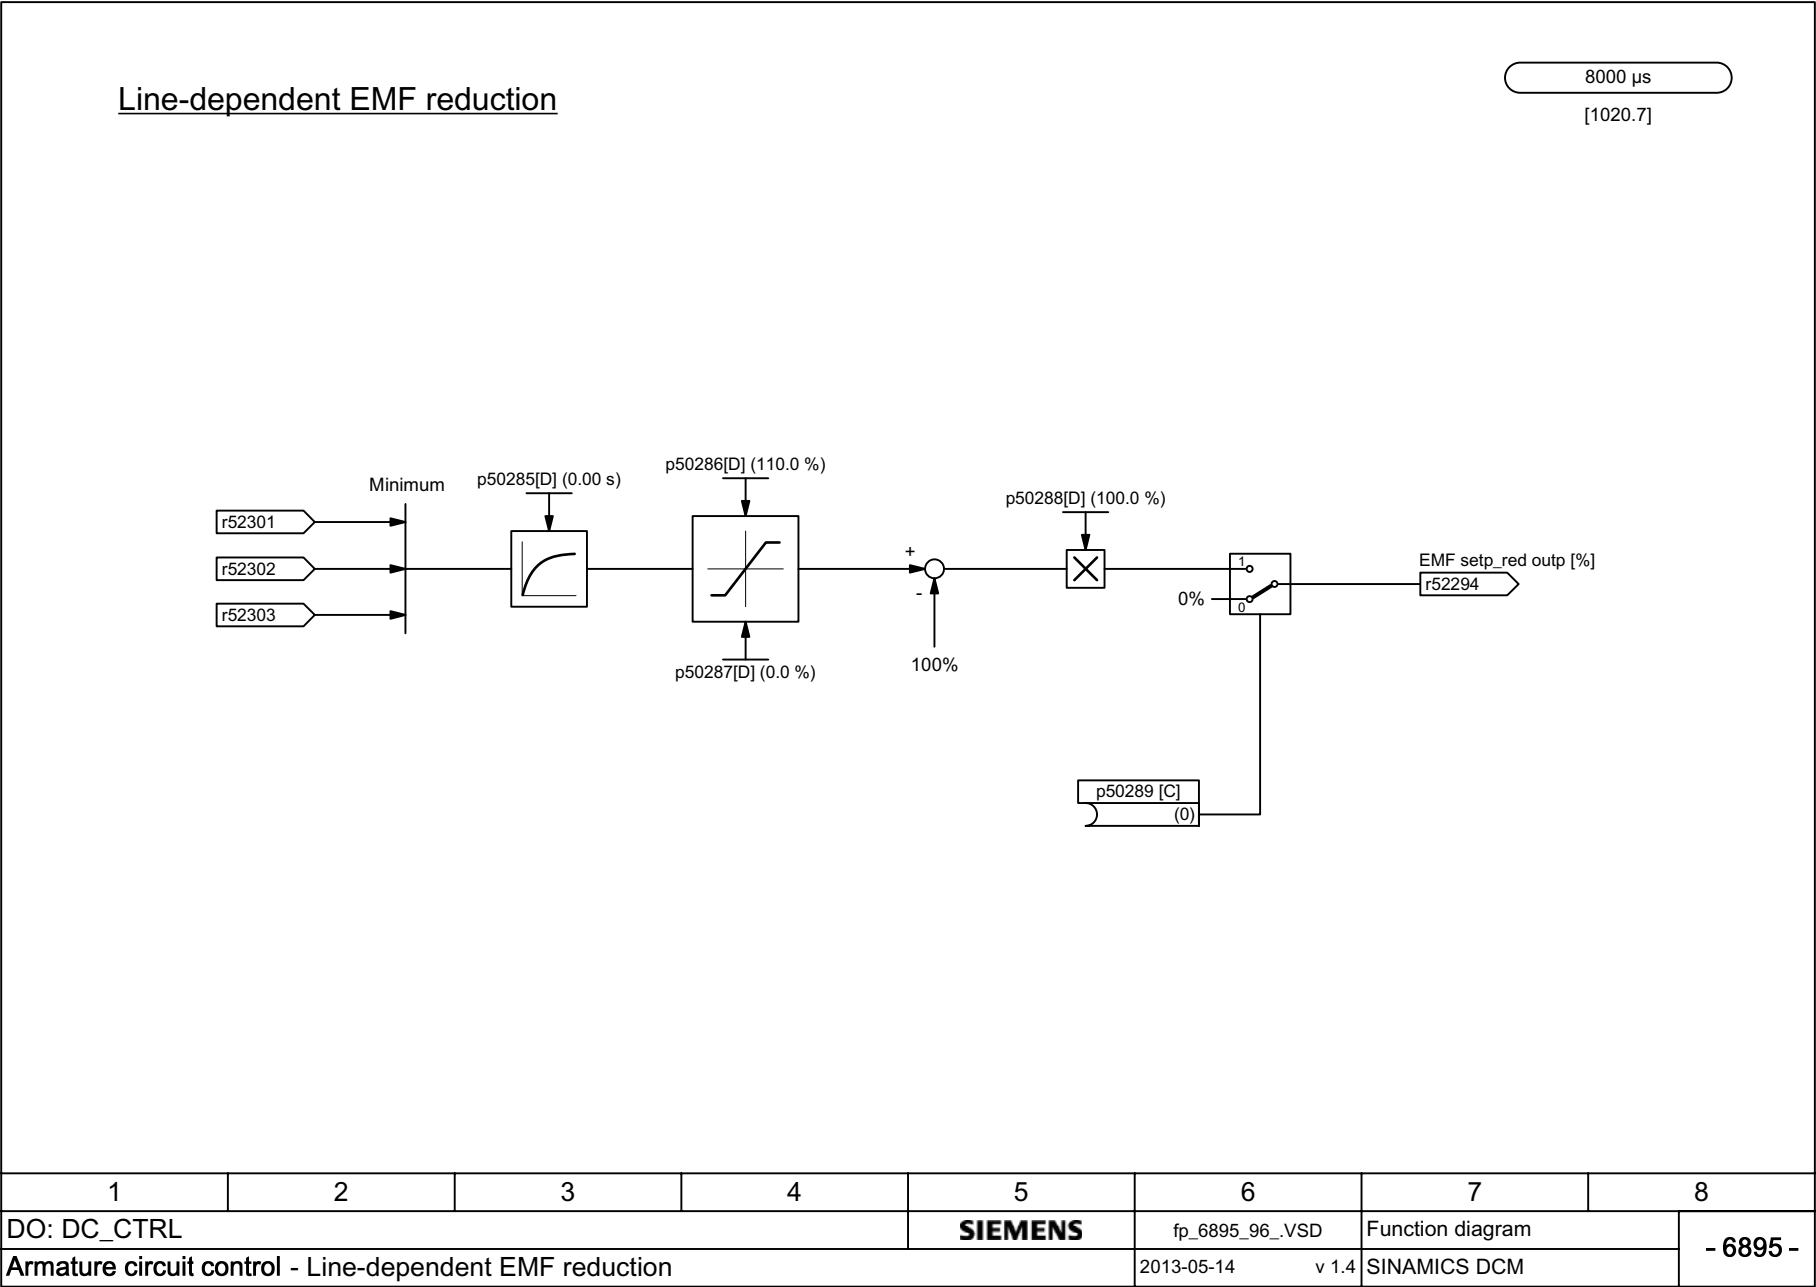 Line-dependent EMF reduction
8000 µs
[1020.7]
Minimum
p50285[D] (0.00 s)
p50286[D] (110.0 %)
p50288[D] (100.0 %)
r52301
r52302
r52303
+
-
100%
p50287[D] (0.0 %)
1
0% 0
EMF setp_red outp [%]
r52294
p50289 [C]
(0)
1 2 3 4 5 6 7 8
DO: DC_CTRL SIEMENS fp_6895_96_.VSD Function diagram - 6895 -
Armature circuit control - Line-dependent EMF reduction 2013-05-14 v 1.4 SINAMICS DCM